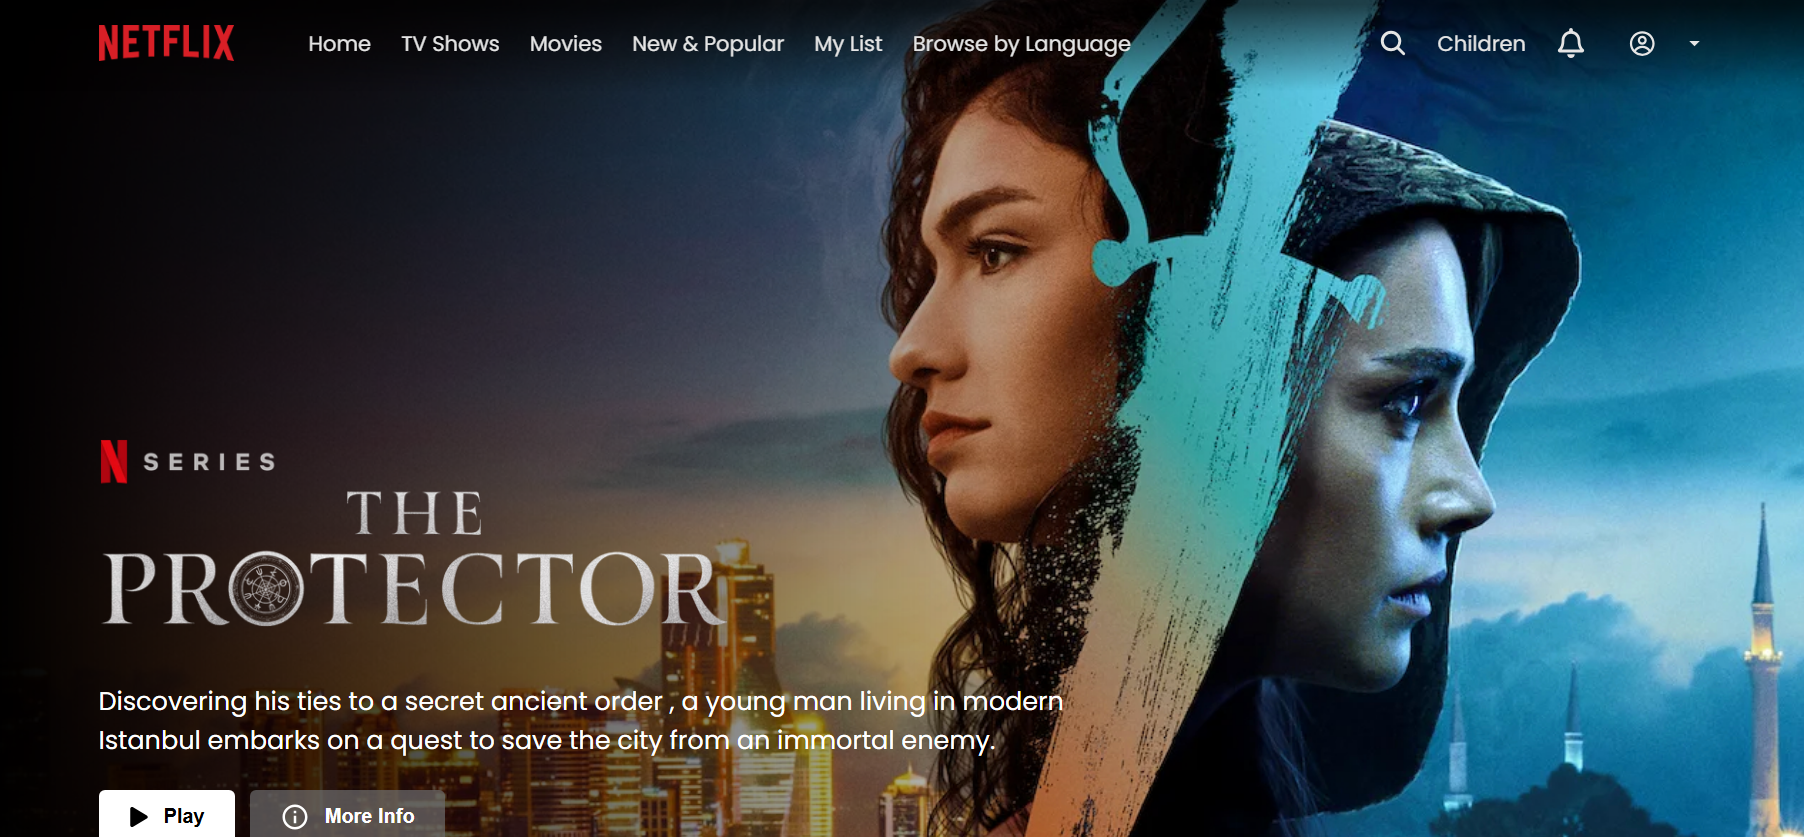 NETFLIX Home TV Shows Movies New & Popular My List Browse by Language Children
N SERIES
THE
PROTECTOR
Discovering his ties to a secret ancient order , a young man living in modern
Istanbul embarks on a quest to save the city from an immortal enemy.
Play More Info